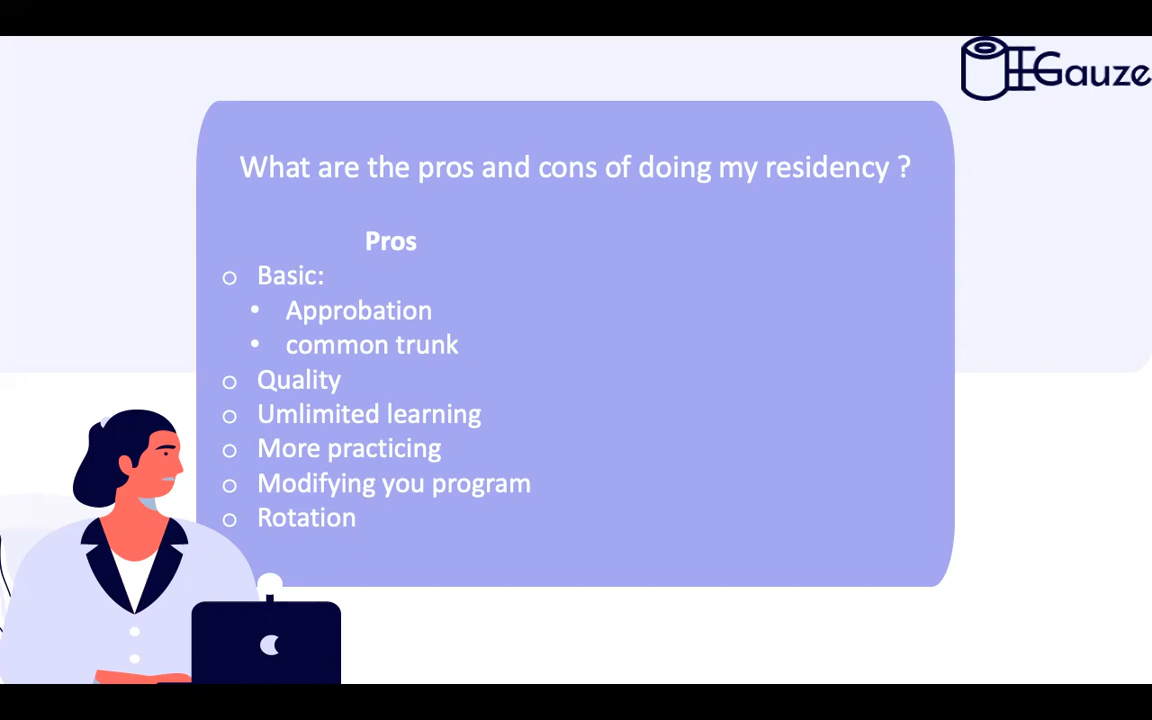 Gauze
What are the pros and cons of doing my residency ?
Pros
o Basic:
• Approbation
• common trunk
o Quality
o Umlimited learning
o More practicing
o Modifying you program
o Rotation